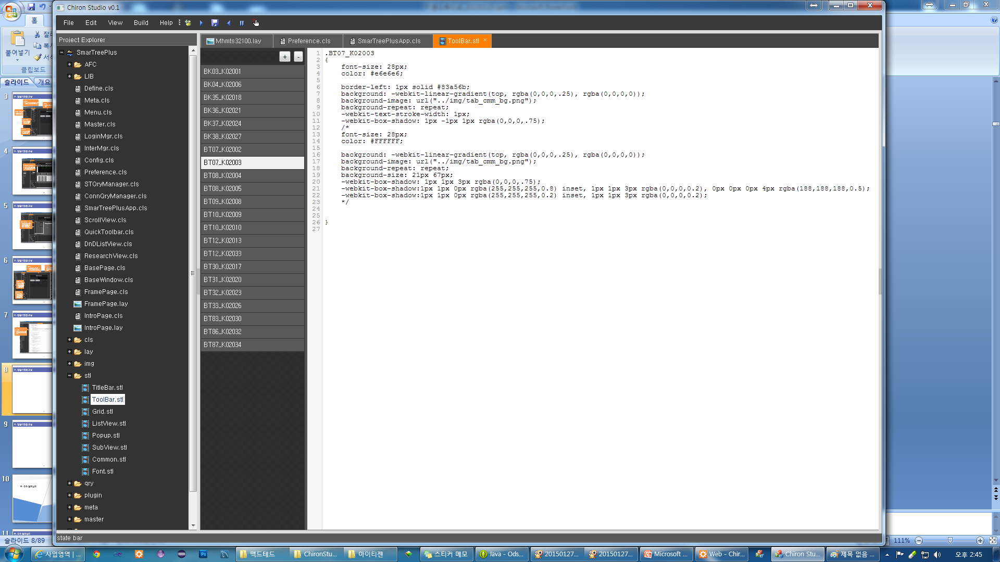 Chiron Studio v0.1
홈
붙여넣기
클립보드
슬라이드
개요
3
4
5
6
7
8
9
10
11
슬라이드 8/89
File
Edit
View
Build
Help
Project Explorer
SmarTreePlus
AFC
LIB
Define.cls
Meta.cls
Menu.cls
Master.cls
LoginMgr.cls
InterMgr.cls
Config.cls
Preference.cls
STQryManager.cls
ConnQryManager.cls
SmarTreePlusApp.cls
ScrollView.cls
QuickToolbar.cls
DnDListView.cls
ResearchView.cls
BasePage.cls
BaseWindow.cls
FramePage.cls
FramePage.lay
IntroPage.cls
IntroPage.lay
cls
lay
img
stl
TitleBar.stl
ToolBar.stl
Grid.stl
ListView.stl
Popup.stl
SubView.stl
Common.stl
Font.stl
qry
plugin
meta
master
Mhmts32100.lay
Preference.cls
SmarTreePlusApp.cls
ToolBar.stl ×
+
-
BK03_K02001
BK04_K02006
BK35_K02018
BK36_K02021
BK37_K02024
BK38_K02027
BT07_K02002
BT07_K02003
BT08_K02004
BT08_K02005
BT09_K02008
BT10_K02009
BT10_K02010
BT12_K02013
BT12_K02033
BT30_K02017
BT31_K02020
BT32_K02023
BT33_K02026
BT83_K02030
BT86_K02032
BT87_K02034
1 .BT07_K02003
2 {
3 font-size: 28px;
4 color: #e6e6e6;
5
6 border-left: 1px solid #83a56b;
7 background: -webkit-linear-gradient(top, rgba(0,0,0,.25), rgba(0,0,0,0));
8 background-image: url("../img/tab_cmm_bg.png");
9 background-repeat: repeat;
10 -webkit-text-stroke-width: 1px;
11 -webkit-box-shadow: 1px -1px 1px rgba(0,0,0,.75);
12 /*
13 font-size: 28px;
14 color: #FFFFFF;
15
16 background: -webkit-linear-gradient(top, rgba(0,0,0,.25), rgba(0,0,0,0));
17 background-image: url("../img/tab_cmm_bg.png");
18 background-repeat: repeat;
19 background-size: 21px 67px;
20 -webkit-box-shadow: 1px 1px 3px rgba(0,0,0,.75);
21 -webkit-box-shadow:1px 1px 0px rgba(255,255,255,0.8) inset, 1px 1px 3px rgba(0,0,0,0.2), 0px 0px 0px 4px rgba(188,188,188,0.5);
22 -webkit-box-shadow:1px 1px 0px rgba(255,255,255,0.2) inset, 1px 1px 3px rgba(0,0,0,0.2);
23 */
24
25
26 }
27
state bar
111%
사업영역 | ...
맥드테드
ChironStu...
아이티젠
스티커 메모
Java - Ods...
20150127...
20150127...
Microsoft ...
Web - Chir...
Chiron Stu...
제목 없음 ...
오후 2:45